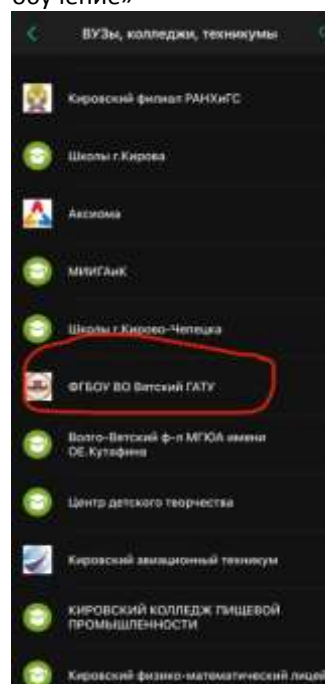 обучение»
ВУЗы, колледжи, техникумы
Кировский филиал РАНХиГС
Школы г.Кирова
Аксиома
МИИГАиК
Школы г.Кирово-Чепецка
ФГБОУ ВО Вятский ГАТУ
Волго-Вятский ф-л МГЮА имени
О.Е.Кутафина
Центр детского творчества
Кировский авиационный техникум
КИРОВСКИЙ КОЛЛЕДЖ ПИЩЕВОЙ
ПРОМЫШЛЕННОСТИ
Кировский физико-математический лицей